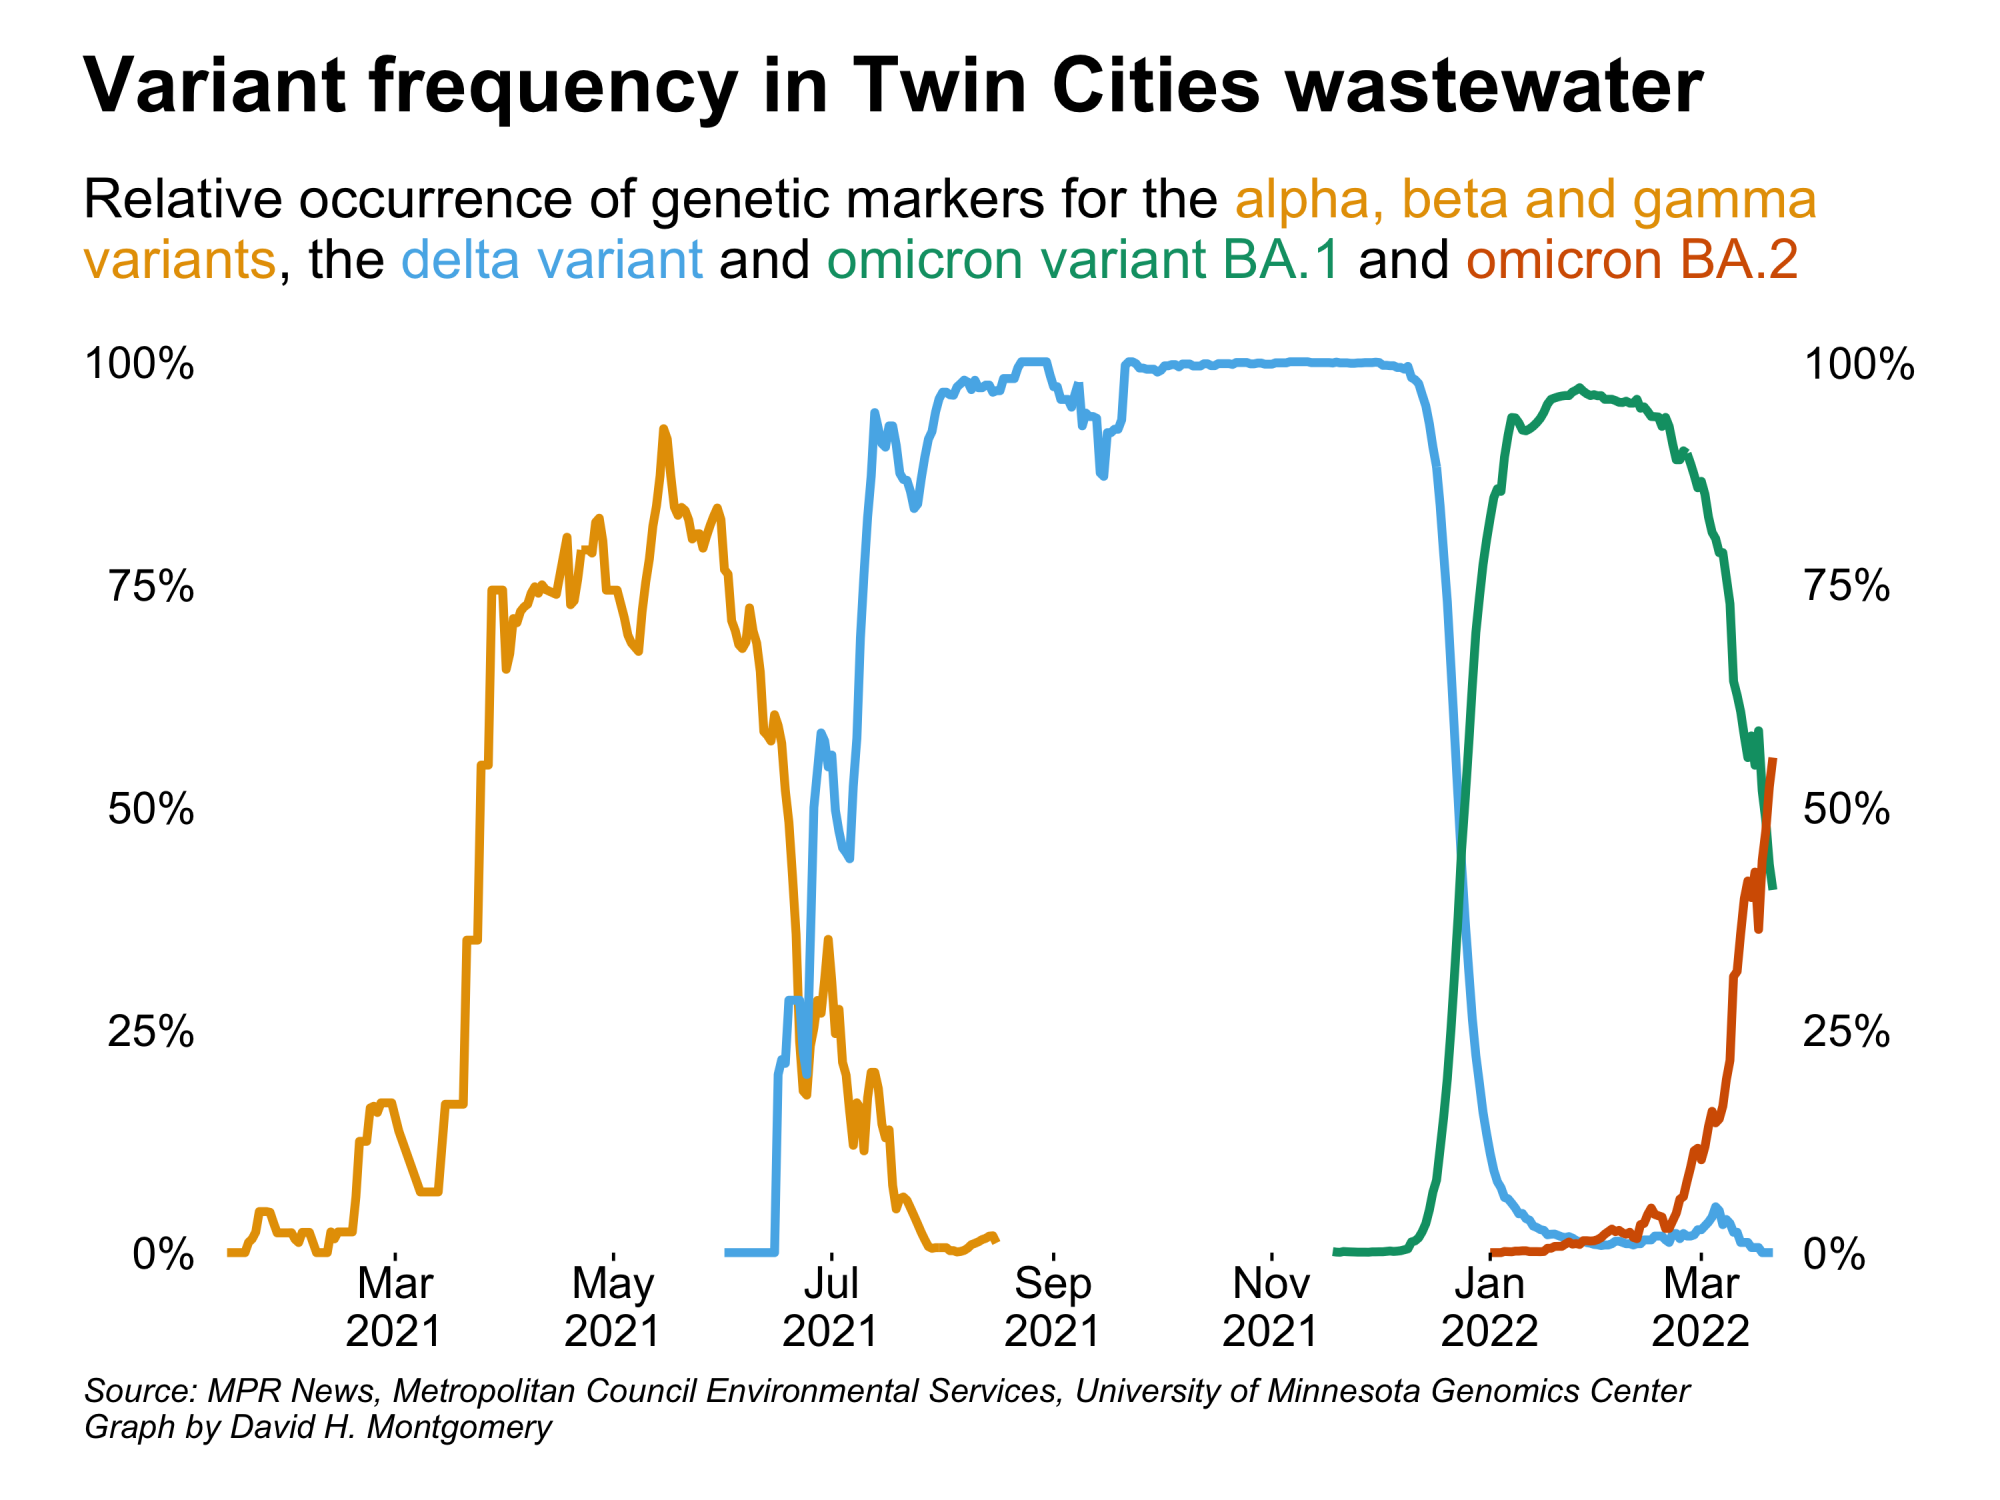 Variant frequency in Twin Cities wastewater
Relative occurrence of genetic markers for the alpha, beta and gamma
variants, the delta variant and omicron variant BA.1 and omicron BA.2
100%
100%
75%
75%
50%
50%
25%
25%
0%
0%
Mar
2021
May
2021
Jul
2021
Sep
2021
Nov
2021
Jan
2022
Mar
2022
Source: MPR News, Metropolitan Council Environmental Services, University of Minnesota Genomics Center
Graph by David H. Montgomery